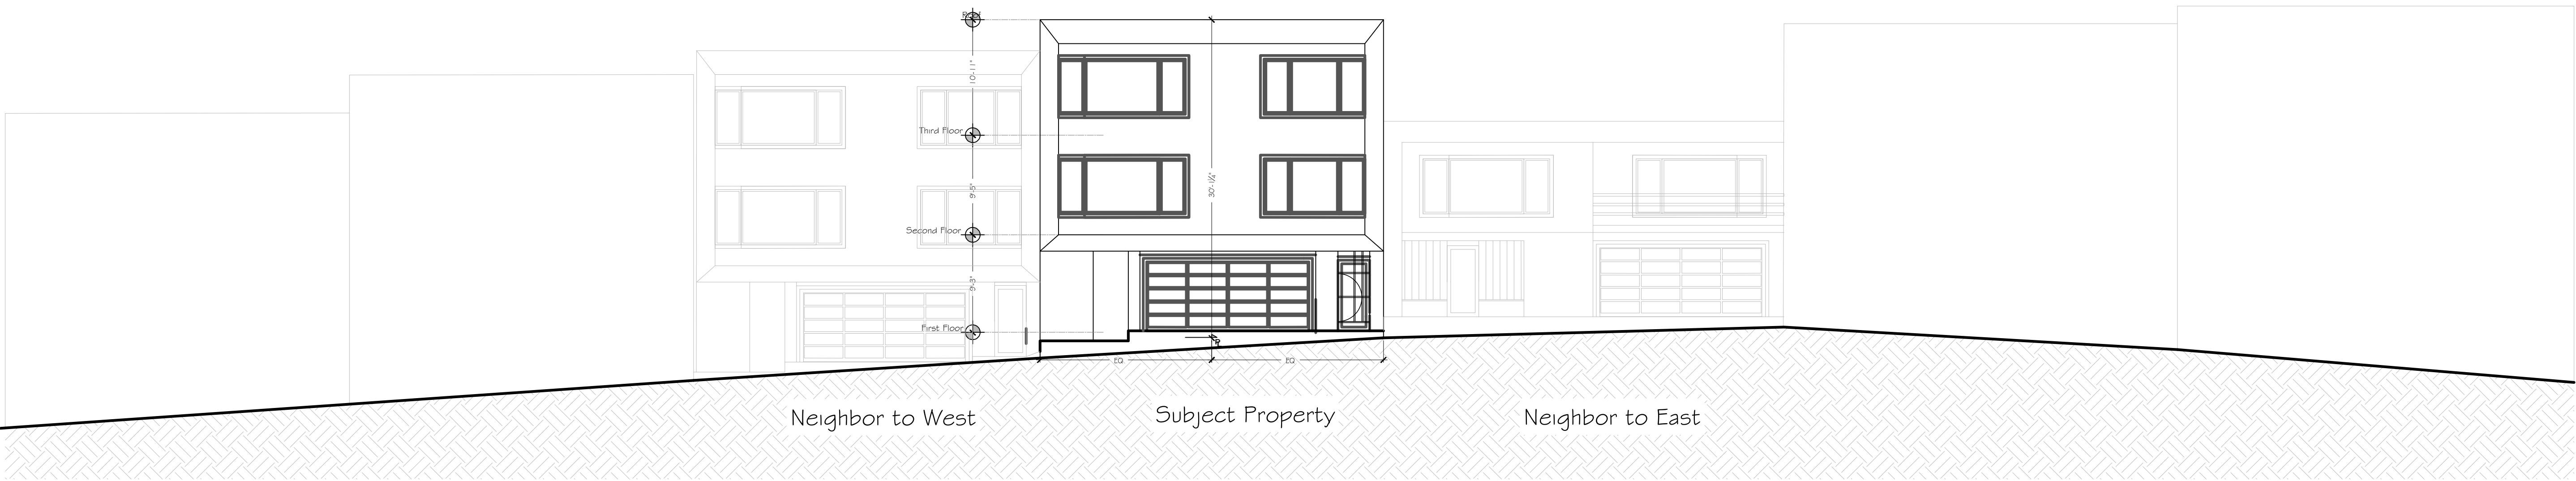 Roof
10'-11"
Third Floor
9'-5"
Second Floor
9'-3"
First Floor
30'-1¼"
EQ
EQ
Neighbor to West
Subject Property
Neighbor to East